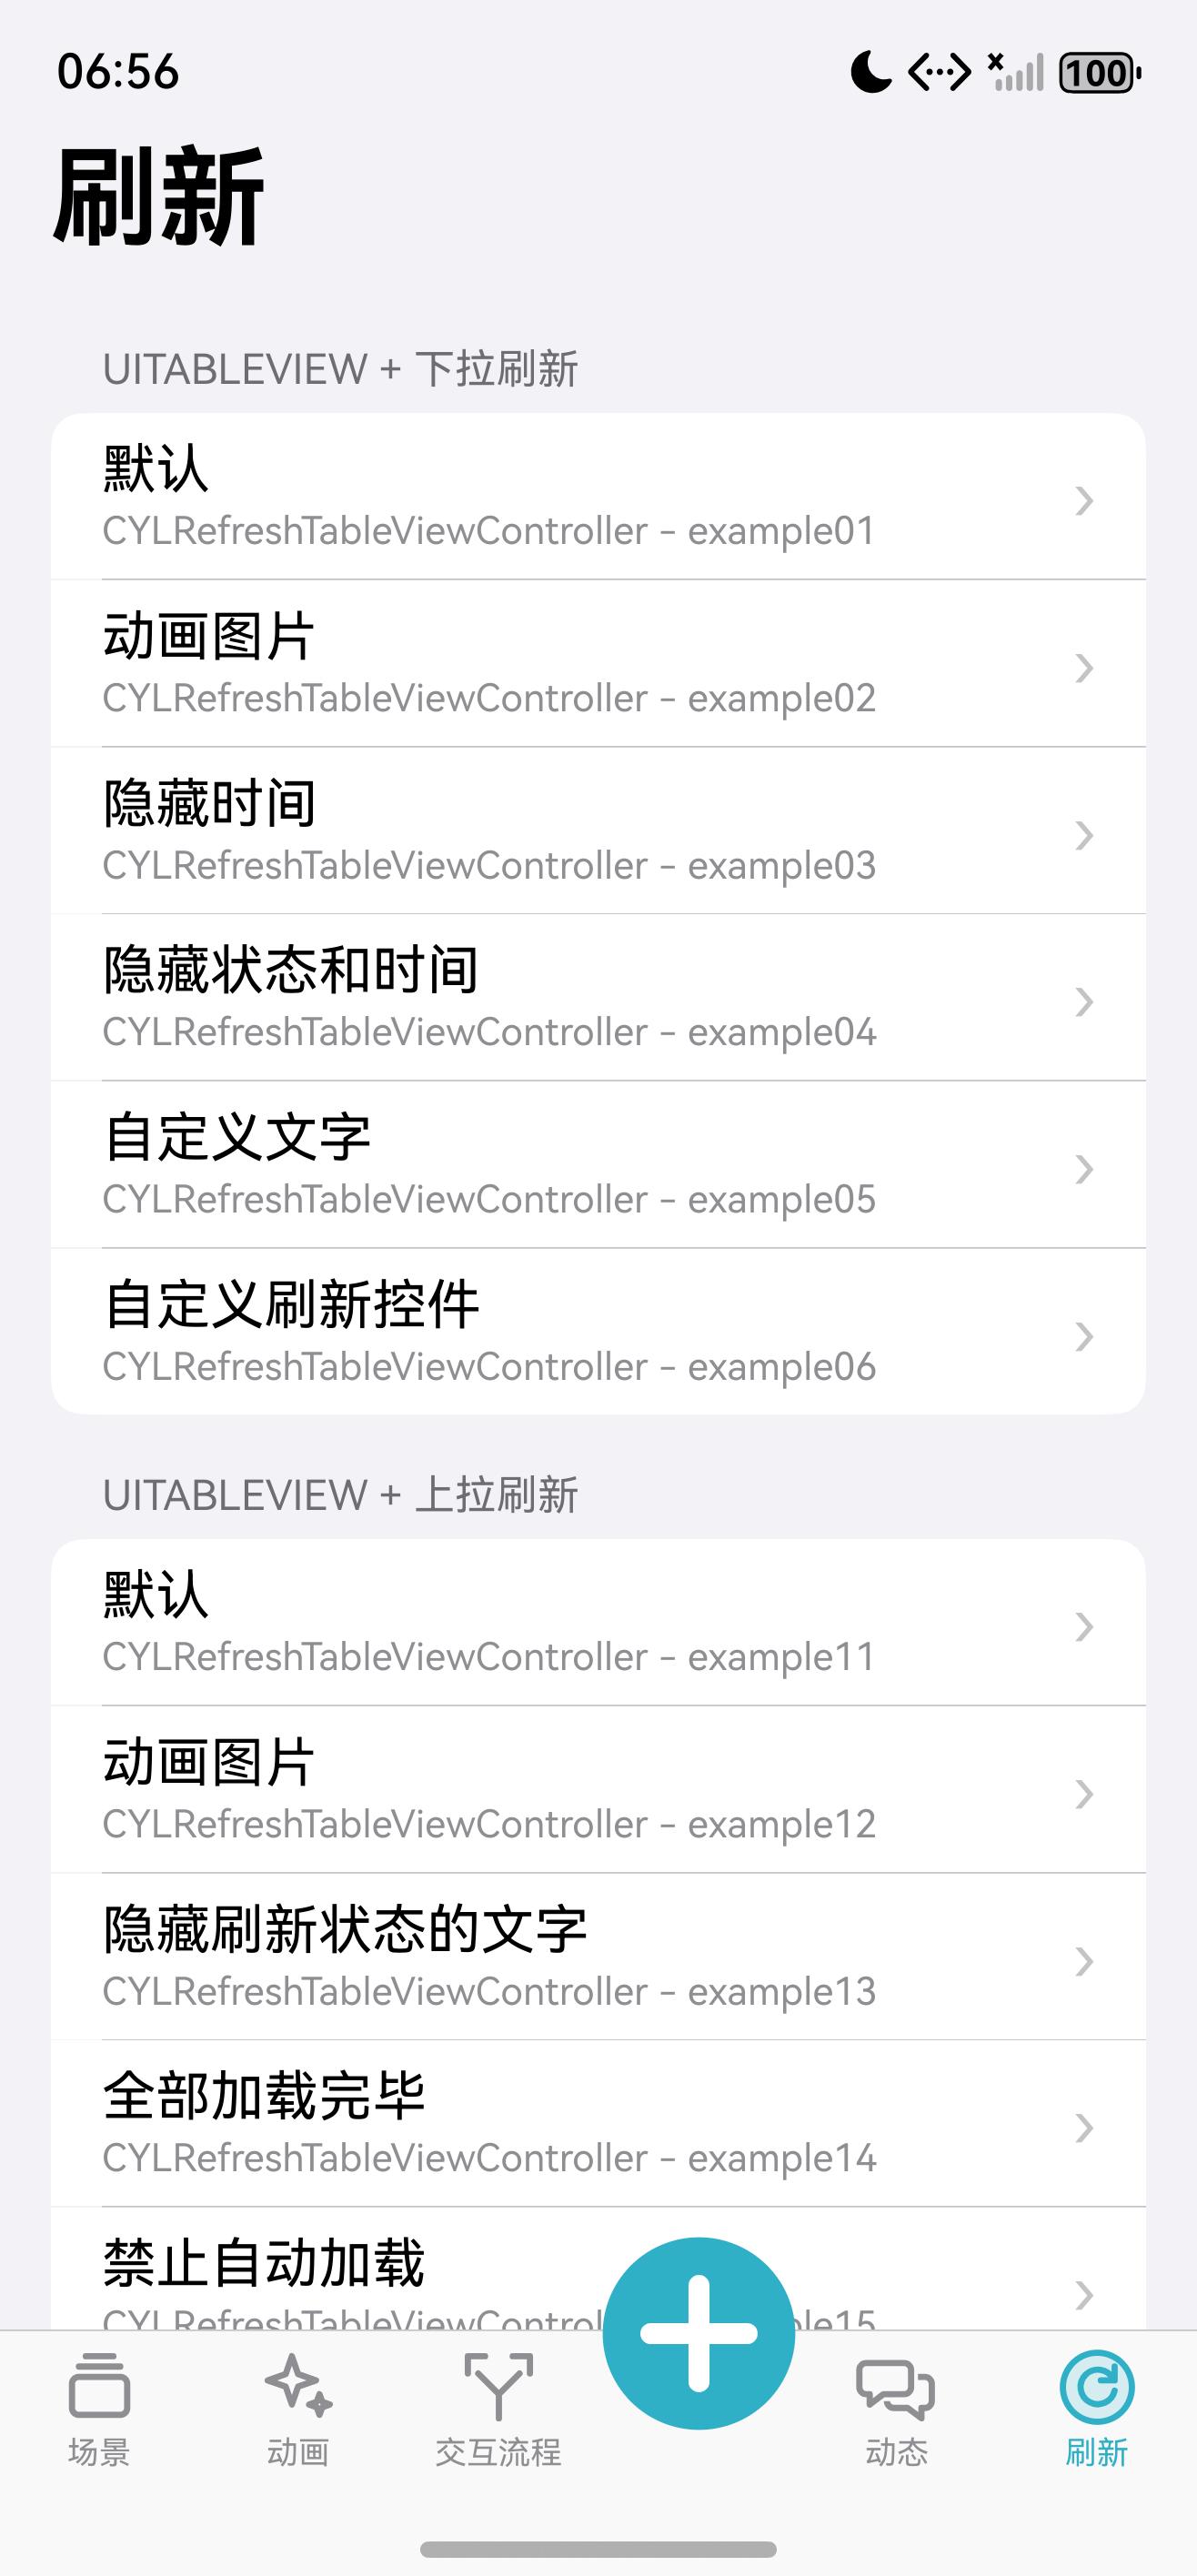 06:56
100
刷新
UITABLEVIEW + 下拉刷新
默认
CYLRefreshTableViewController - example01
动画图片
CYLRefreshTableViewController - example02
隐藏时间
CYLRefreshTableViewController - example03
隐藏状态和时间
CYLRefreshTableViewController - example04
自定义文字
CYLRefreshTableViewController - example05
自定义刷新控件
CYLRefreshTableViewController - example06
UITABLEVIEW + 上拉刷新
默认
CYLRefreshTableViewController - example11
动画图片
CYLRefreshTableViewController - example12
隐藏刷新状态的文字
CYLRefreshTableViewController - example13
全部加载完毕
CYLRefreshTableViewController - example14
禁止自动加载
CYLRefreshTableViewControl le15
场景
动画
交互流程
动态
刷新